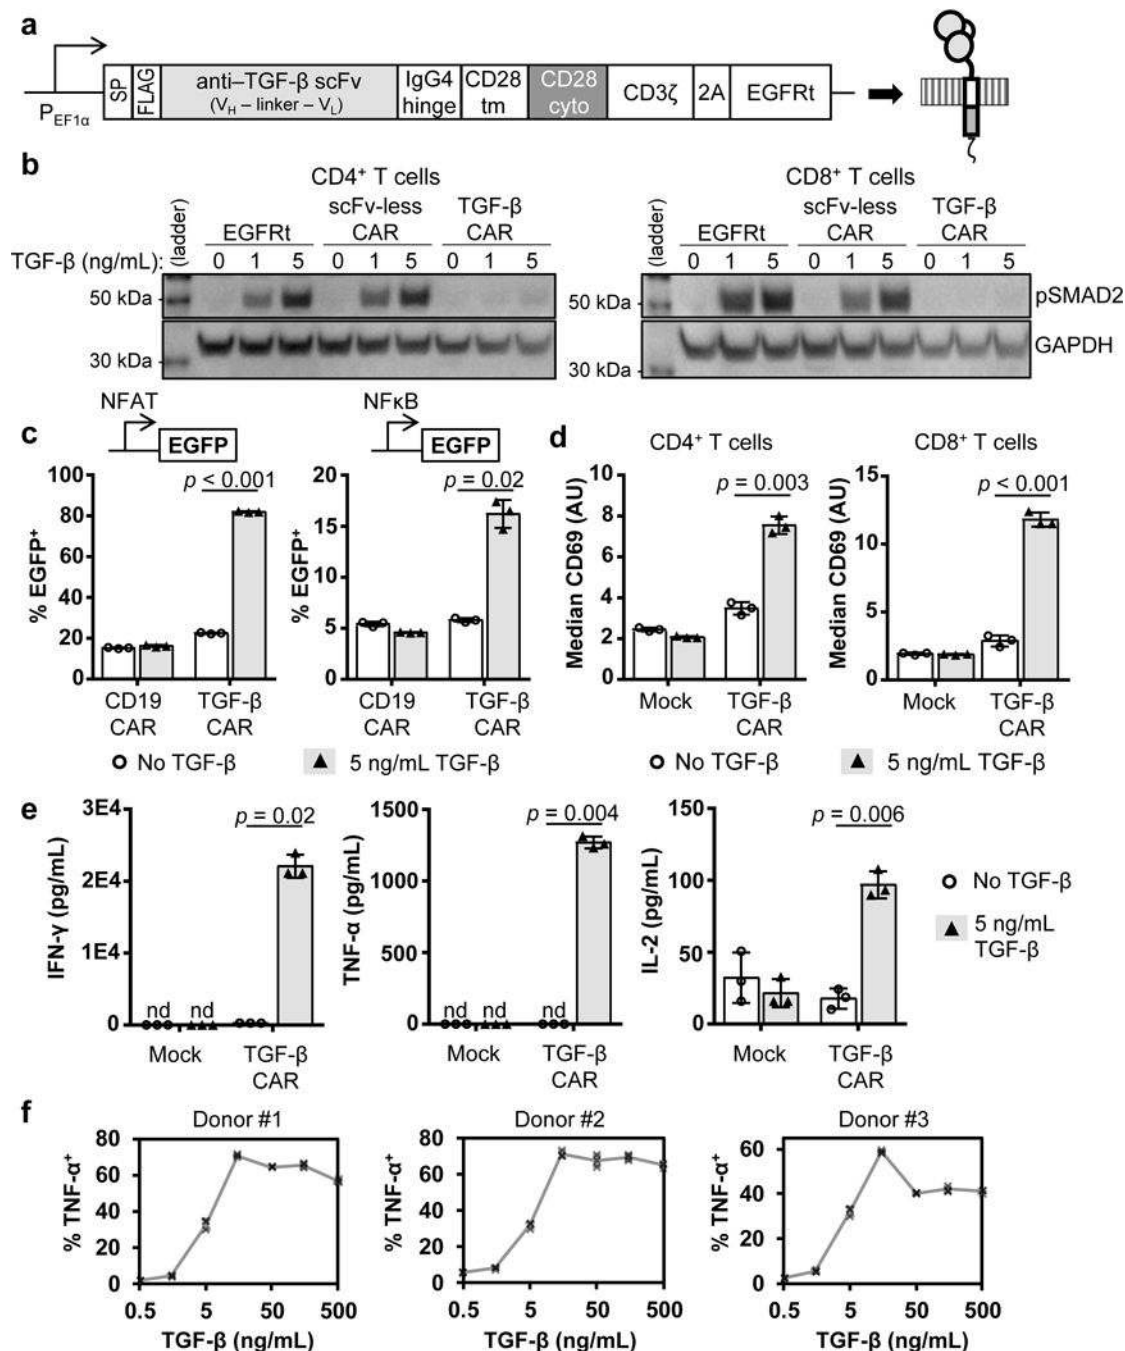 a
P_EF1α
SP
FLAG
anti–TGF-β scFv
(V_H – linker – V_L)
IgG4
hinge
CD28
tm
CD28
cyto
CD3ζ
2A
EGFRt
b
CD4⁺ T cells
(ladder)
EGFRt
scFv-less
CAR
TGF-β
CAR
TGF-β (ng/mL): 0 1 5 0 1 5 0 1 5
50 kDa
30 kDa
CD8⁺ T cells
(ladder)
EGFRt
scFv-less
CAR
TGF-β
CAR
0 1 5 0 1 5 0 1 5
50 kDa
30 kDa
pSMAD2
GAPDH
c
NFAT
EGFP
% EGFP⁺
100
80
60
40
20
0
p < 0.001
CD19
CAR
TGF-β
CAR
NFκB
EGFP
% EGFP⁺
20
15
10
5
0
p = 0.02
CD19
CAR
TGF-β
CAR
No TGF-β
5 ng/mL TGF-β
d
CD4⁺ T cells
Median CD69 (AU)
8
6
4
2
0
p = 0.003
Mock
TGF-β
CAR
CD8⁺ T cells
Median CD69 (AU)
15
10
5
0
p < 0.001
Mock
TGF-β
CAR
No TGF-β
5 ng/mL TGF-β
e
IFN-γ (pg/mL)
3E4
2E4
1E4
0
p = 0.02
nd nd
Mock
TGF-β
CAR
TNF-α (pg/mL)
1500
1000
500
0
p = 0.004
nd nd nd
Mock
TGF-β
CAR
IL-2 (pg/mL)
150
100
50
0
p = 0.006
Mock
TGF-β
CAR
No TGF-β
5 ng/mL
TGF-β
f
Donor #1
% TNF-α⁺
80
60
40
20
0
0.5 5 50 500
TGF-β (ng/mL)
Donor #2
% TNF-α⁺
80
60
40
20
0
0.5 5 50 500
TGF-β (ng/mL)
Donor #3
% TNF-α⁺
60
40
20
0
0.5 5 50 500
TGF-β (ng/mL)